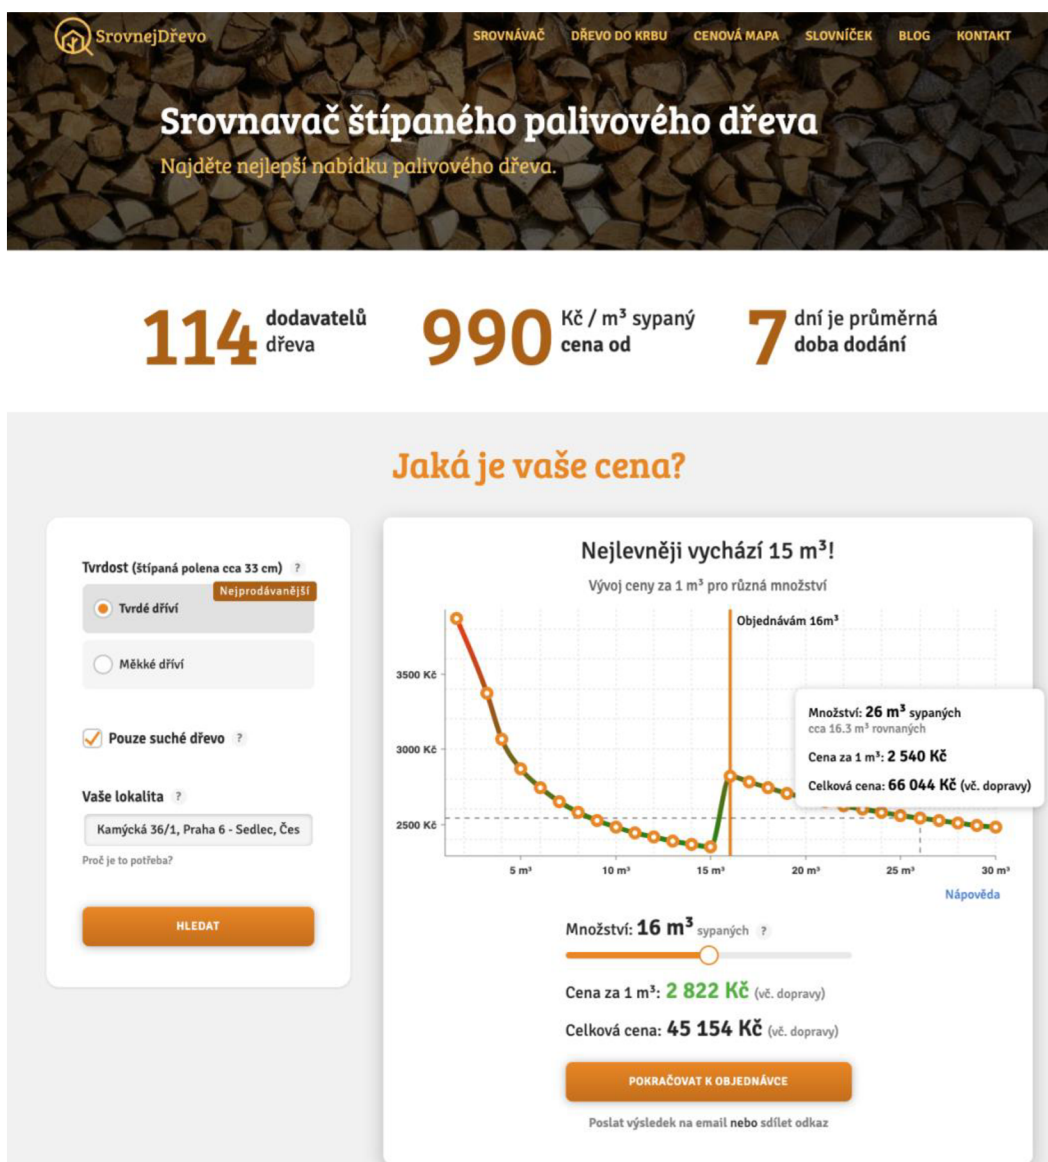 SrovnejDřevo
SROVNÁVAČ DŘEVO DO KRBU CENOVÁ MAPA SLOVNÍČEK BLOG KONTAKT
Srovnavač štípaného palivového dřeva
Najděte nejlepší nabídku palivového dřeva.
114 dodavatelů
dřeva
990 Kč / m³ sypaný
cena od
7 dní je průměrná
doba dodání
Jaká je vaše cena?
Tvrdost (štípaná polena cca 33 cm) ?
Nejprodávanější
Tvrdé dříví
Měkké dříví
Pouze suché dřevo ?
Vaše lokalita ?
Kamýcká 36/1, Praha 6 - Sedlec, Čes
Proč je to potřeba?
HLEDAT
Nejlevněji vychází 15 m³!
Vývoj ceny za 1 m³ pro různá množství
Objednávám 16m³
3500 Kč
3000 Kč
2500 Kč
Množství: 26 m³ sypaných
cca 16.3 m³ rovnaných
Cena za 1 m³: 2 540 Kč
Celková cena: 66 044 Kč (vč. dopravy)
5 m³ 10 m³ 15 m³ 20 m³ 25 m³ 30 m³
Nápověda
Množství: 16 m³ sypaných ?
Cena za 1 m³: 2 822 Kč (vč. dopravy)
Celková cena: 45 154 Kč (vč. dopravy)
POKRAČOVAT K OBJEDNÁVCE
Poslat výsledek na email nebo sdílet odkaz